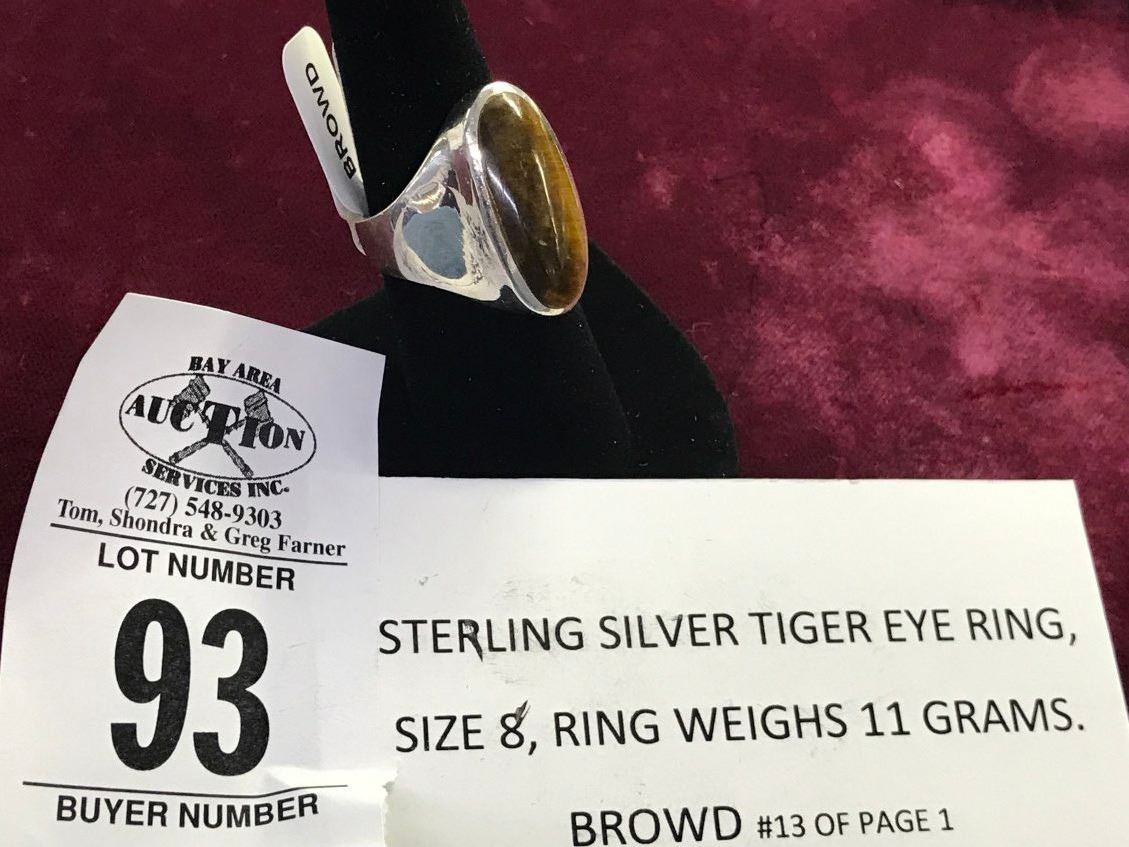 BROWD
BAY AREA
AUCTION
SERVICES INC.
(727) 548-9303
Tom, Shondra & Greg Farner
LOT NUMBER
93
BUYER NUMBER
STERLING SILVER TIGER EYE RING,
SIZE 8, RING WEIGHS 11 GRAMS.
BROWD #13 OF PAGE 1